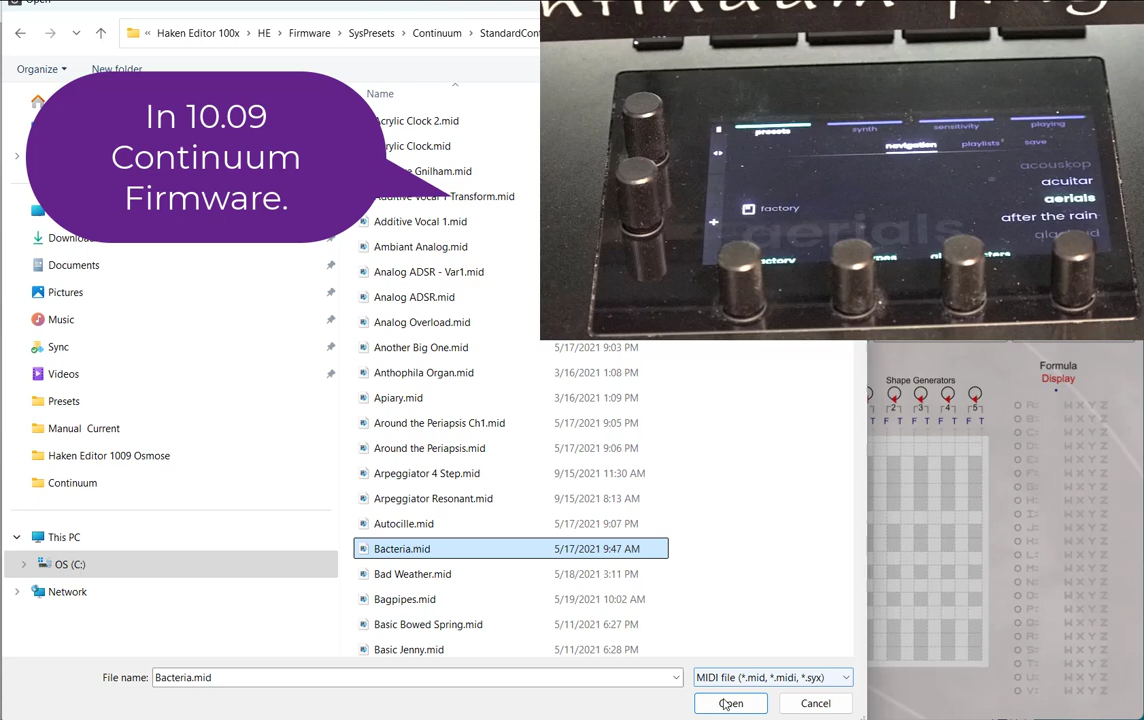 Open
Haken Editor 100x > HE > Firmware > SysPresets > Continuum >
Organize
New folder
In 10.09
Continuum
Firmware.
Name
Acrylic Clock 2.mid
Acrylic Clock.mid
Gnilham.mid
Transform.mid
Additive Vocal 1.mid
Ambiant Analog.mid
Analog ADSR - Var1.mid
Analog ADSR.mid
Analog Overload.mid
Another Big One.mid 5/17/2021 9:03 PM
Anthophila Organ.mid 3/16/2021 1:08 PM
Apiary.mid 3/16/2021 1:09 PM
Around the Periapsis Ch1.mid 5/17/2021 9:05 PM
Around the Periapsis.mid 5/17/2021 9:06 PM
Arpeggiator 4 Step.mid 9/15/2021 11:30 AM
Arpeggiator Resonant.mid 9/15/2021 8:13 AM
Autocille.mid 5/17/2021 9:07 PM
Bacteria.mid 5/17/2021 9:47 AM
Bad Weather.mid 5/18/2021 3:11 PM
Bagpipes.mid 5/19/2021 10:02 AM
Basic Bowed Spring.mid 5/11/2021 6:27 PM
Basic Jenny.mid 5/11/2021 6:28 PM
Documents
Pictures
Music
Sync
Videos
Presets
Manual Current
Haken Editor 1009 Osmose
Continuum
This PC
OS (C:)
Network
File name: Bacteria.mid
MIDI file (*.mid, *.midi, *.syx)
Open
Cancel
presets synth sensitivity playing
navigation playlists save
acouskop
acuitar
aerials
after the rain
factory
aerials
Shape Generators
2 3 4 5
T F T F T F T F T
Formula
Display
A: W X Y Z
B: W X Y Z
C: W X Y Z
D: W X Y Z
E: W X Y Z
F: W X Y Z
G: W X Y Z
H: W X Y Z
I: W X Y Z
J: W X Y Z
K: W X Y Z
L: W X Y Z
M: W X Y Z
N: W X Y Z
O: W X Y Z
P: W X Y Z
Q: W X Y Z
R: W X Y Z
S: W X Y Z
T: W X Y Z
U: W X Y Z
V: W X Y Z